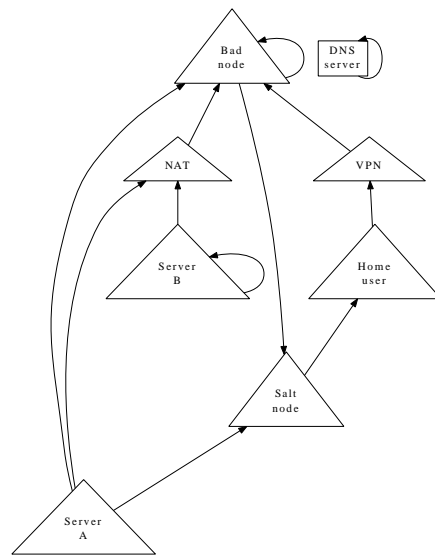 Bad
node
DNS
server
NAT
VPN
Server
B
Home
user
Salt
node
Server
A